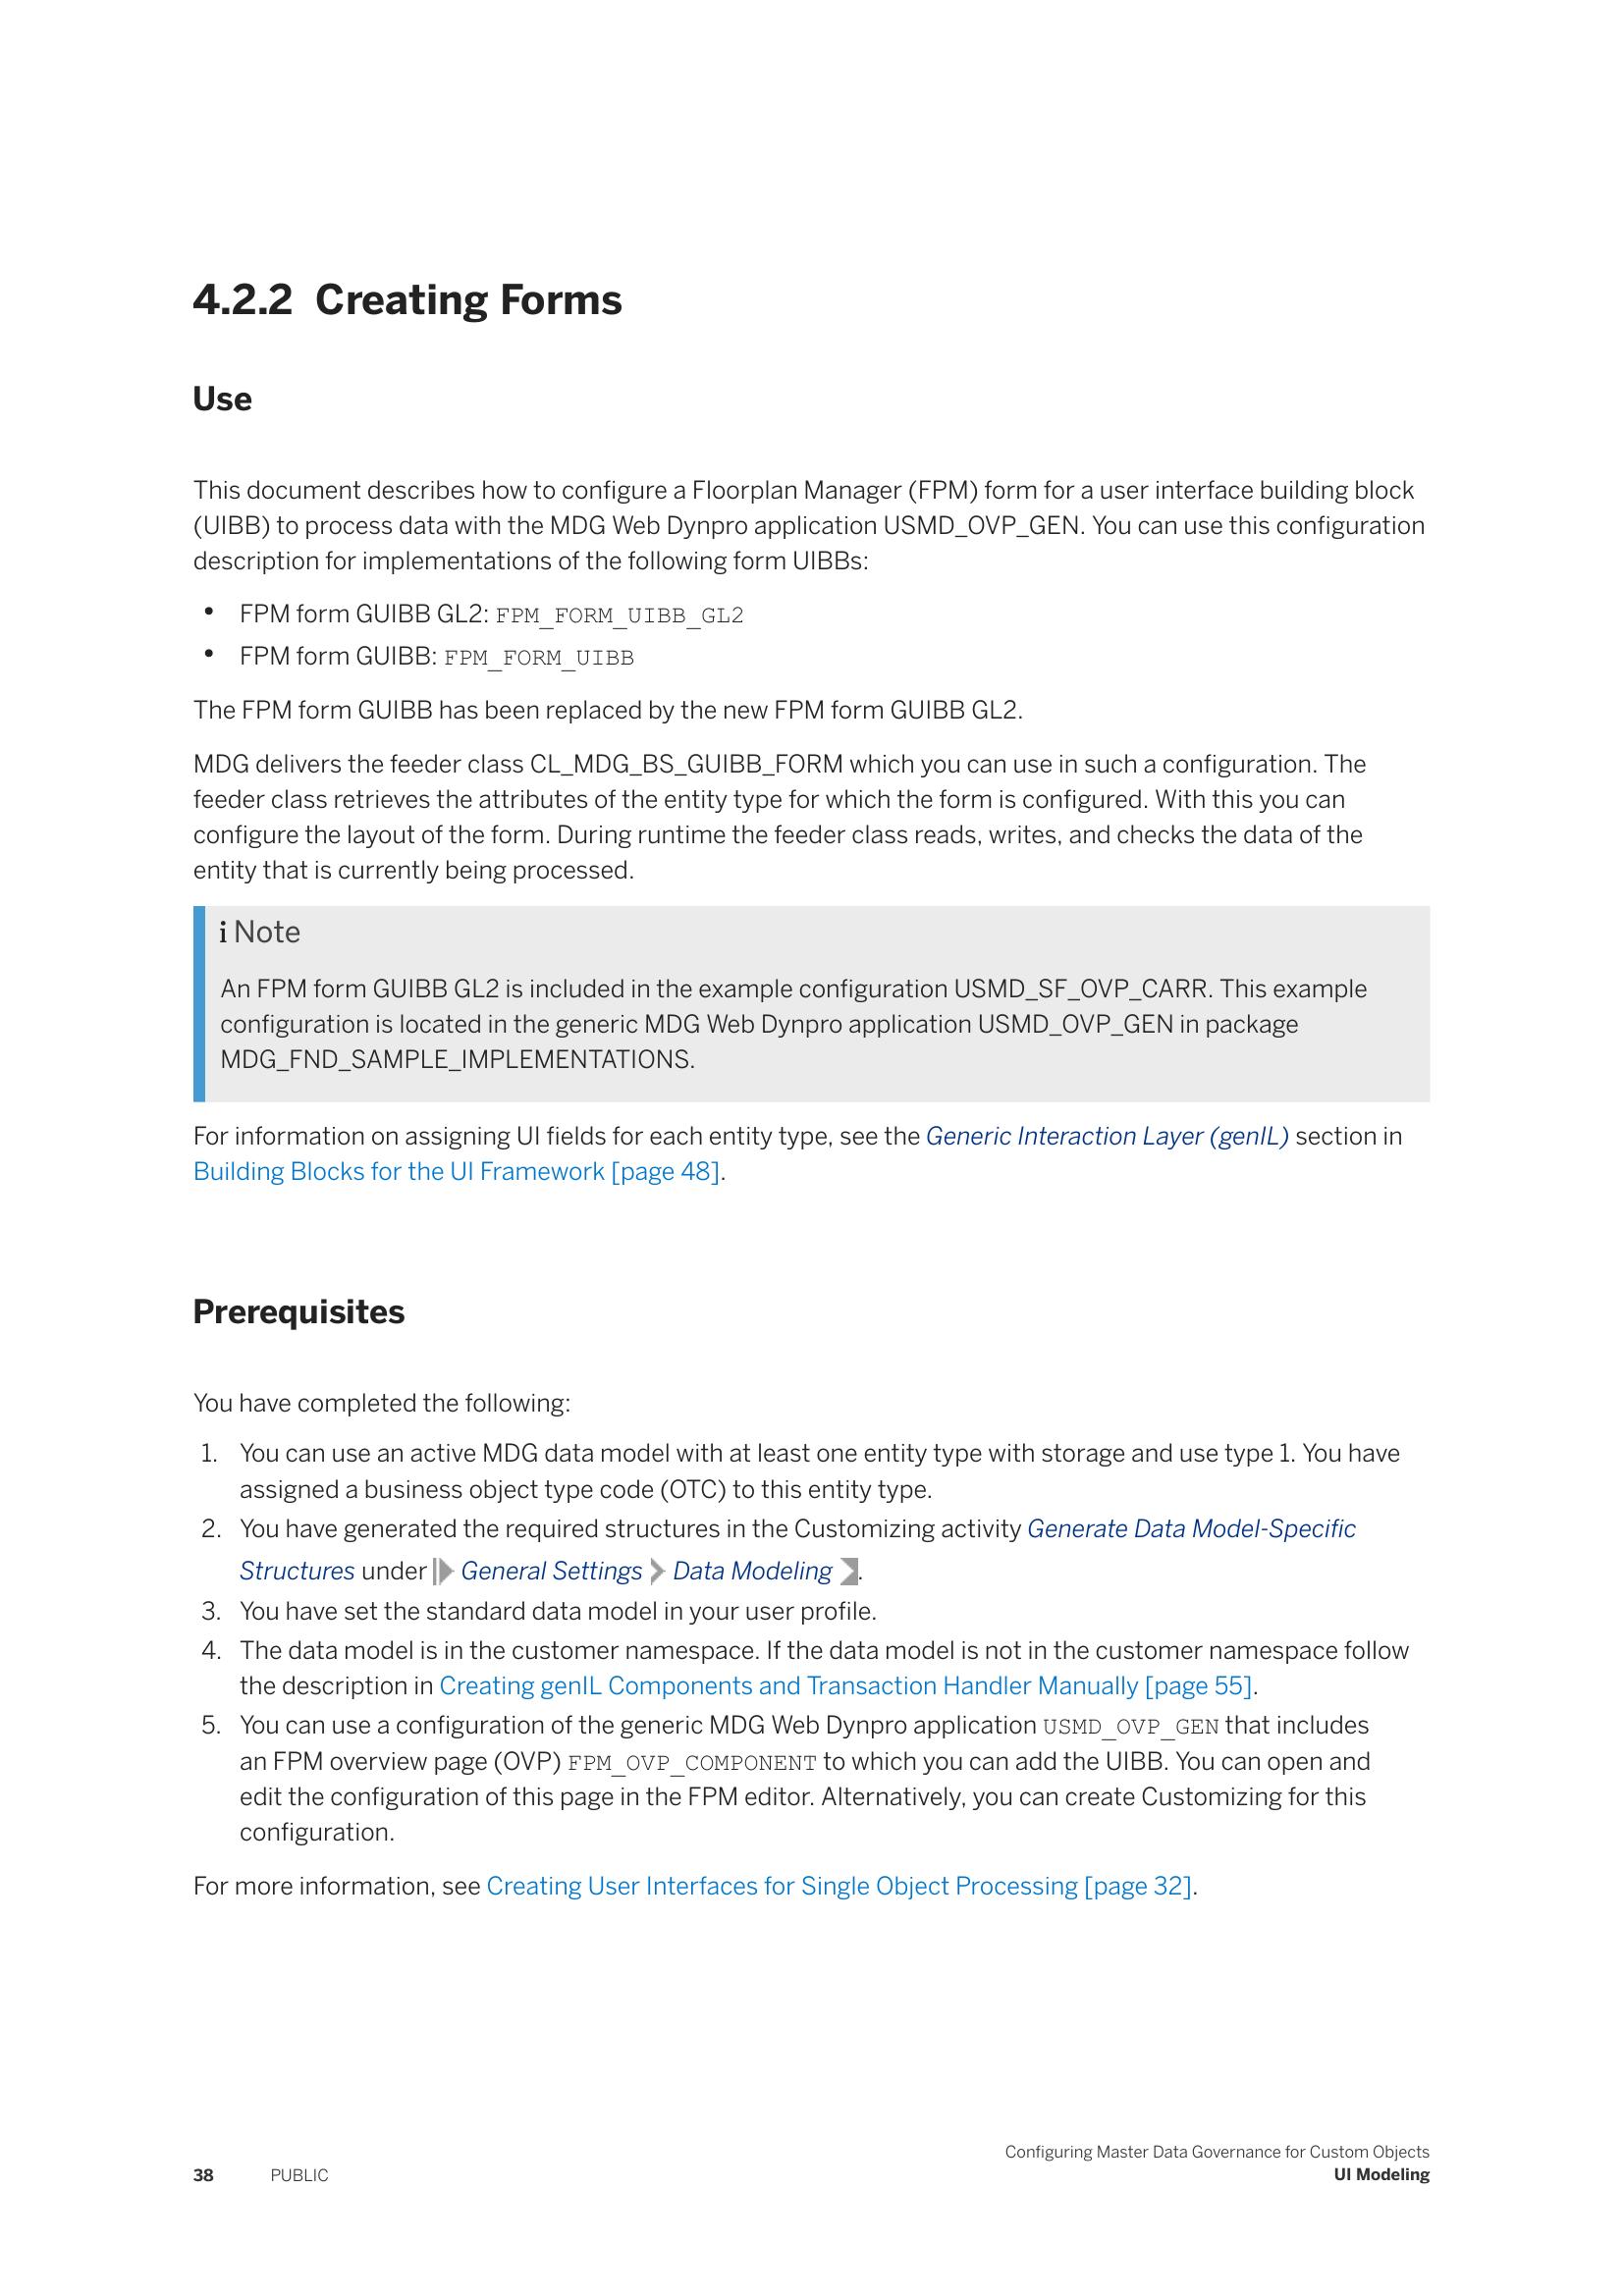 4.2.2 Creating Forms
Use
This document describes how to configure a Floorplan Manager (FPM) form for a user interface building block
(UIBB) to process data with the MDG Web Dynpro application USMD_OVP_GEN. You can use this configuration
description for implementations of the following form UIBBs:
• FPM form GUIBB GL2: FPM_FORM_UIBB_GL2
• FPM form GUIBB: FPM_FORM_UIBB
The FPM form GUIBB has been replaced by the new FPM form GUIBB GL2.
MDG delivers the feeder class CL_MDG_BS_GUIBB_FORM which you can use in such a configuration. The
feeder class retrieves the attributes of the entity type for which the form is configured. With this you can
configure the layout of the form. During runtime the feeder class reads, writes, and checks the data of the
entity that is currently being processed.
i Note
An FPM form GUIBB GL2 is included in the example configuration USMD_SF_OVP_CARR. This example
configuration is located in the generic MDG Web Dynpro application USMD_OVP_GEN in package
MDG_FND_SAMPLE_IMPLEMENTATIONS.
For information on assigning UI fields for each entity type, see the Generic Interaction Layer (genIL) section in
Building Blocks for the UI Framework [page 48].
Prerequisites
You have completed the following:
1. You can use an active MDG data model with at least one entity type with storage and use type 1. You have
assigned a business object type code (OTC) to this entity type.
2. You have generated the required structures in the Customizing activity Generate Data Model-Specific
Structures under General Settings Data Modeling .
3. You have set the standard data model in your user profile.
4. The data model is in the customer namespace. If the data model is not in the customer namespace follow
the description in Creating genIL Components and Transaction Handler Manually [page 55].
5. You can use a configuration of the generic MDG Web Dynpro application USMD_OVP_GEN that includes
an FPM overview page (OVP) FPM_OVP_COMPONENT to which you can add the UIBB. You can open and
edit the configuration of this page in the FPM editor. Alternatively, you can create Customizing for this
configuration.
For more information, see Creating User Interfaces for Single Object Processing [page 32].
Configuring Master Data Governance for Custom Objects
38 PUBLIC UI Modeling